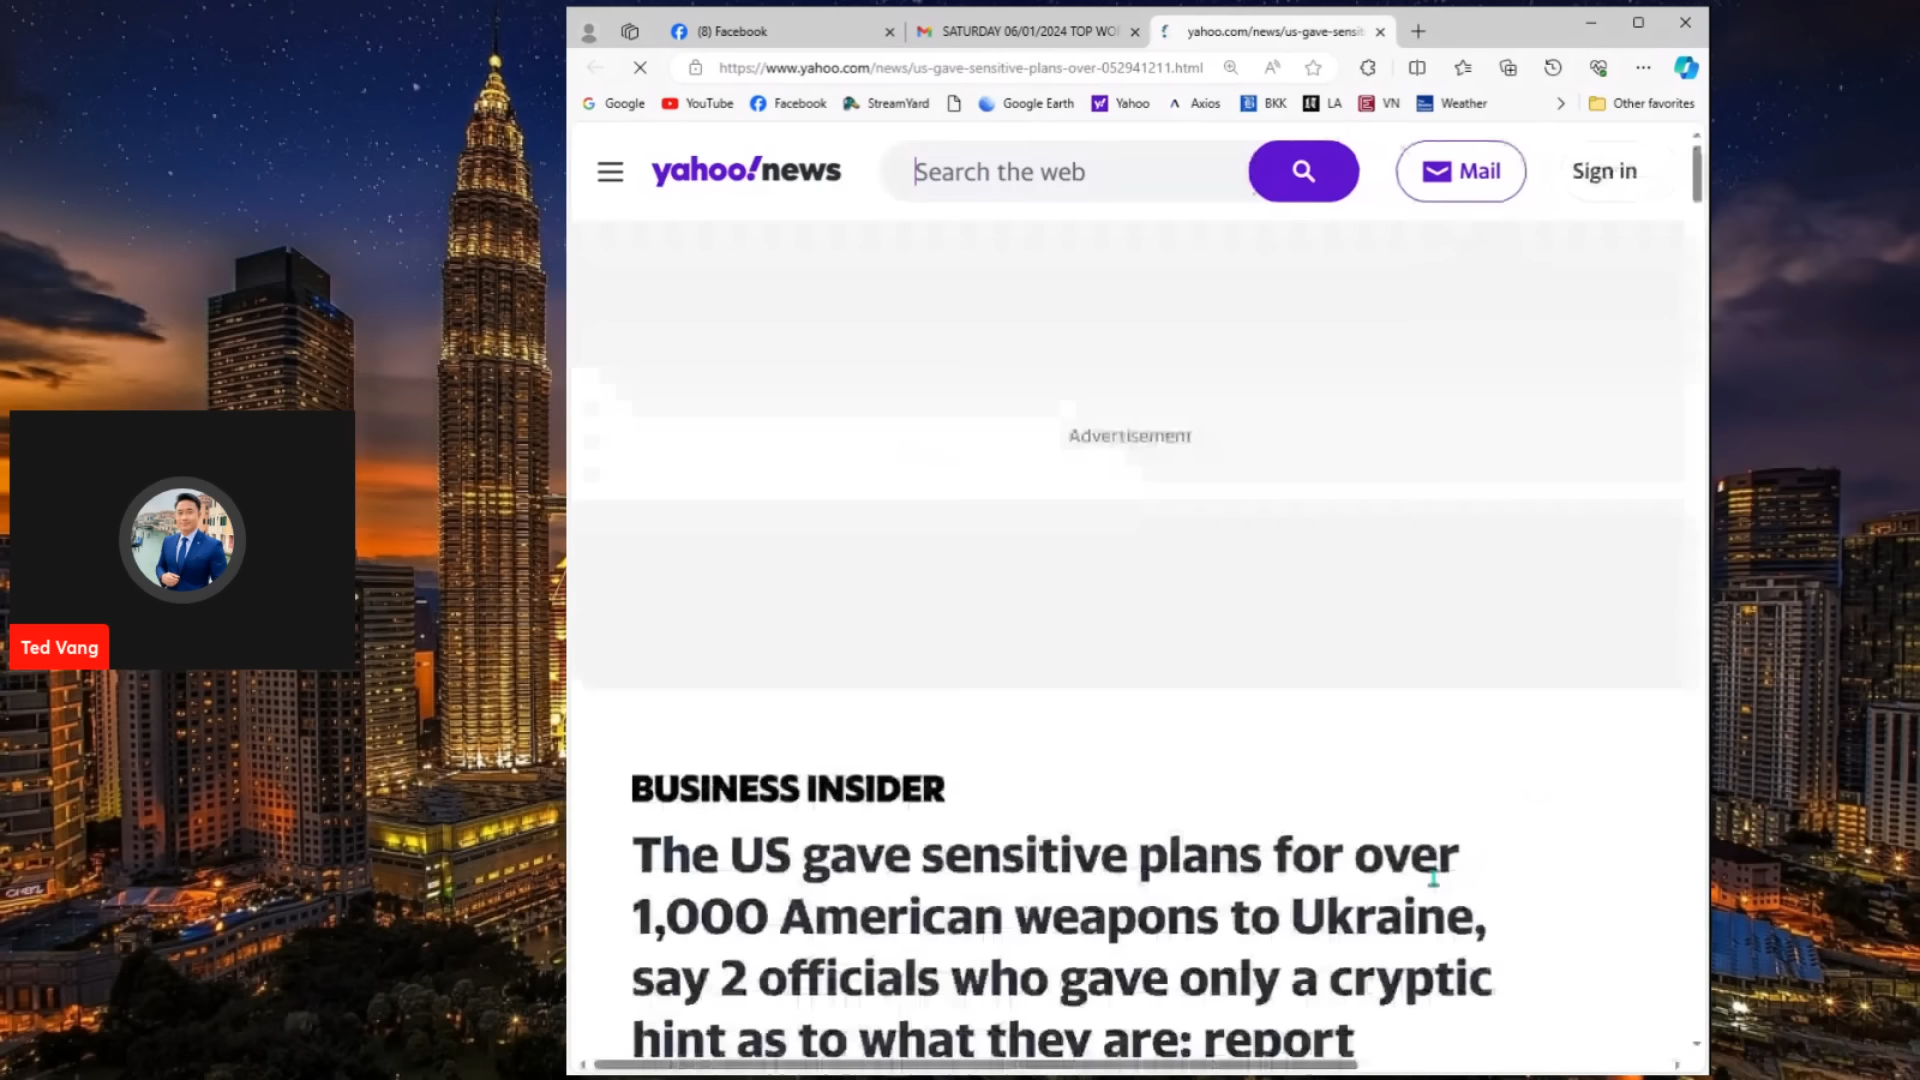 (8) Facebook
SATURDAY 06/01/2024 TOP WO
yahoo.com/news/us-gave-sensit
https://www.yahoo.com/news/us-gave-sensitive-plans-over-052941211.html
Google
YouTube
Facebook
StreamYard
Google Earth
Yahoo
Axios
BKK
LA
VN
Weather
Other favorites
yahoo!news
Search the web
Mail
Sign in
Advertisement
Ted Vang
BUSINESS INSIDER
The US gave sensitive plans for over
1,000 American weapons to Ukraine,
say 2 officials who gave only a cryptic
hint as to what they are: report